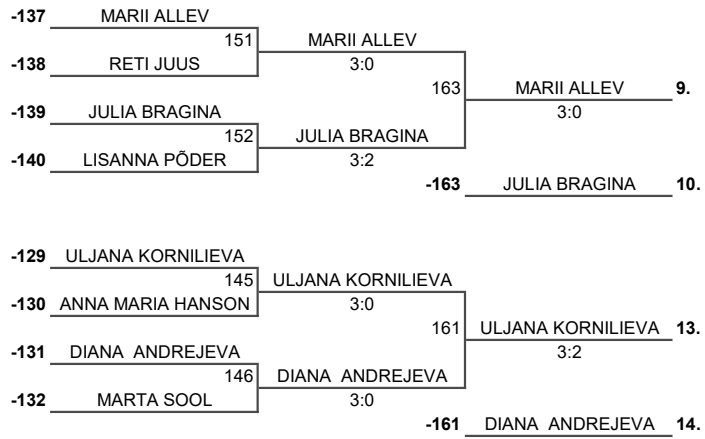 -137 MARII ALLEV
151 MARII ALLEV
-138 RETI JUUS 3:0
163 MARII ALLEV 9.
-139 JULIA BRAGINA 3:0
152 JULIA BRAGINA
-140 LISANNA PÕDER 3:2
-163 JULIA BRAGINA 10.
-129 ULJANA KORNILIEVA
145 ULJANA KORNILIEVA
-130 ANNA MARIA HANSON 3:0
161 ULJANA KORNILIEVA 13.
-131 DIANA ANDREJEVA 3:2
146 DIANA ANDREJEVA
-132 MARTA SOOL 3:0
-161 DIANA ANDREJEVA 14.